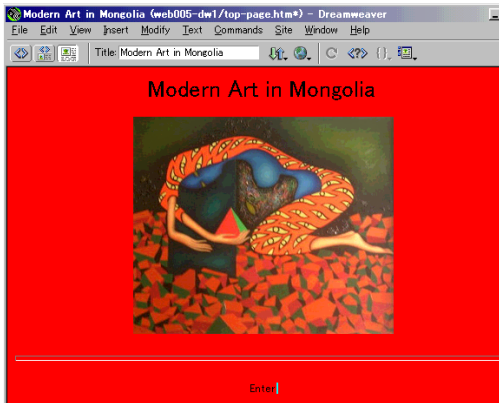 Modern Art in Mongolia (web005-dw1/top-page.htm*) - Dreamweaver
File Edit View Insert Modify Text Commands Site Window Help
Title: Modern Art in Mongolia
Modern Art in Mongolia
Enter